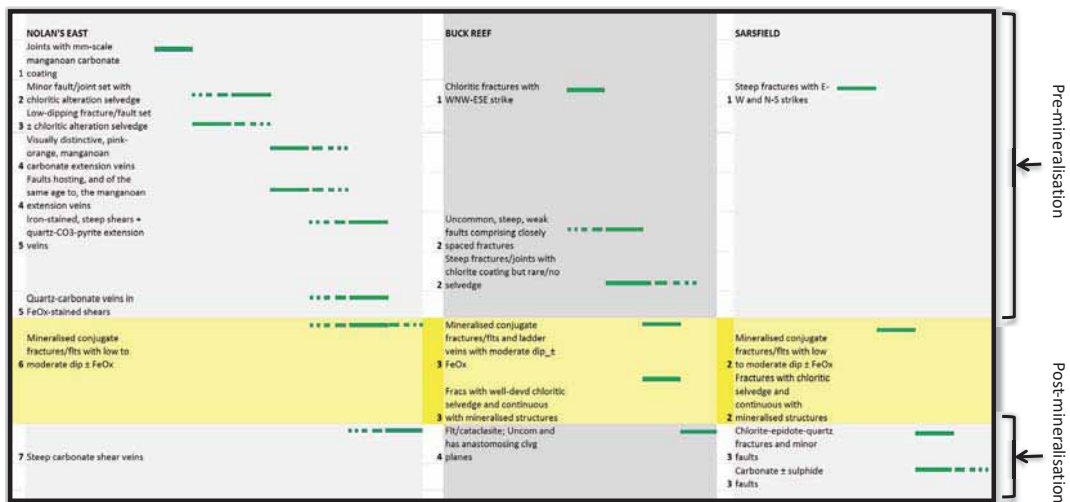 NOLAN'S EAST
Joints with mm-scale
manganoan carbonate
1 coating
Minor fault/joint set with
2 chloritic alteration selvedge
Low-dipping fracture/fault set
3 ± chloritic alteration selvedge
Visually distinctive, pink-
orange, manganoan
4 carbonate extension veins
Faults hosting, and of the
same age to, the manganoan
4 extension veins
Iron-stained, steep shears +
quartz-CO3-pyrite extension
5 veins
Quartz-carbonate veins in
5 FeOx-stained shears
Mineralised conjugate
fractures/flts with low to
6 moderate dip ± FeOx
7 Steep carbonate shear veins
BUCK REEF
Chloritic fractures with
1 WNW-ESE strike
Uncommon, steep, weak
faults comprising closely
2 spaced fractures
Steep fractures/joints with
chlorite coating but rare/no
2 selvedge
Mineralised conjugate
fractures/flts and ladder
veins with moderate dip_±
3 FeOx
Fracs with well-devd chloritic
selvedge and continuous
3 with mineralised structures
Flt/cataclasite; Uncom and
has anastomosing clvg
4 planes
SARSFIELD
Steep fractures with E-
1 W and N-S strikes
Mineralised conjugate
fractures/flts with low
2 to moderate dip ± FeOx
Fractures with chloritic
selvedge and
continuous with
2 mineralised structures
Chlorite-epidote-quartz
fractures and minor
3 faults
Carbonate ± sulphide
3 faults
Pre-mineralisation
Post-mineralisation